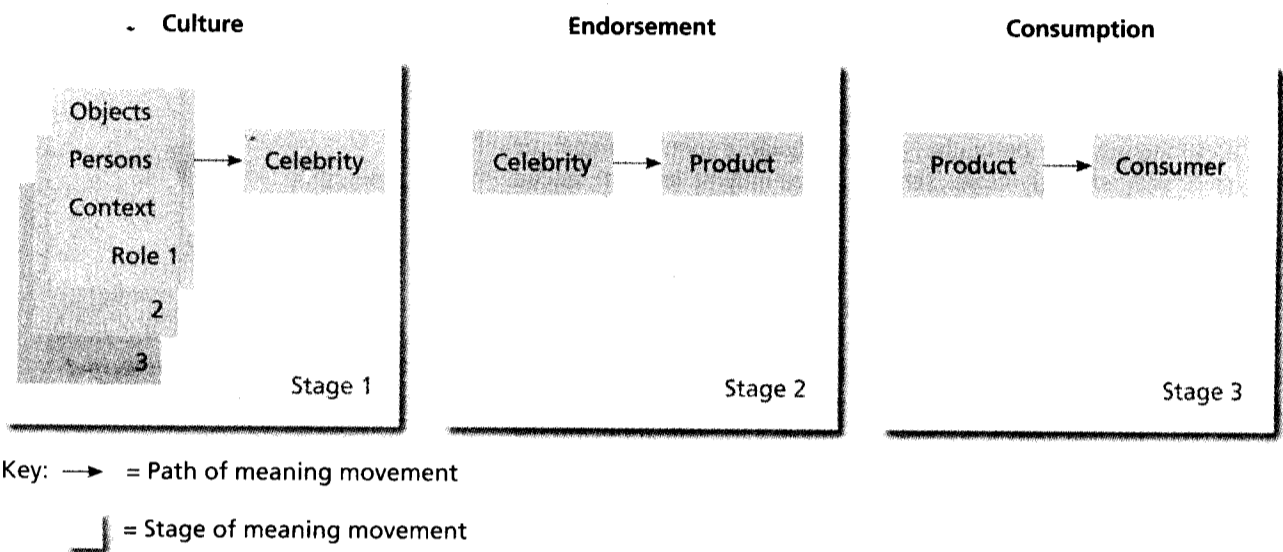 Culture
Endorsement
Consumption
Objects
Persons
Context
Role 1
2
3
Celebrity
Stage 1
Celebrity
Product
Stage 2
Product
Consumer
Stage 3
Key: → = Path of meaning movement
= Stage of meaning movement